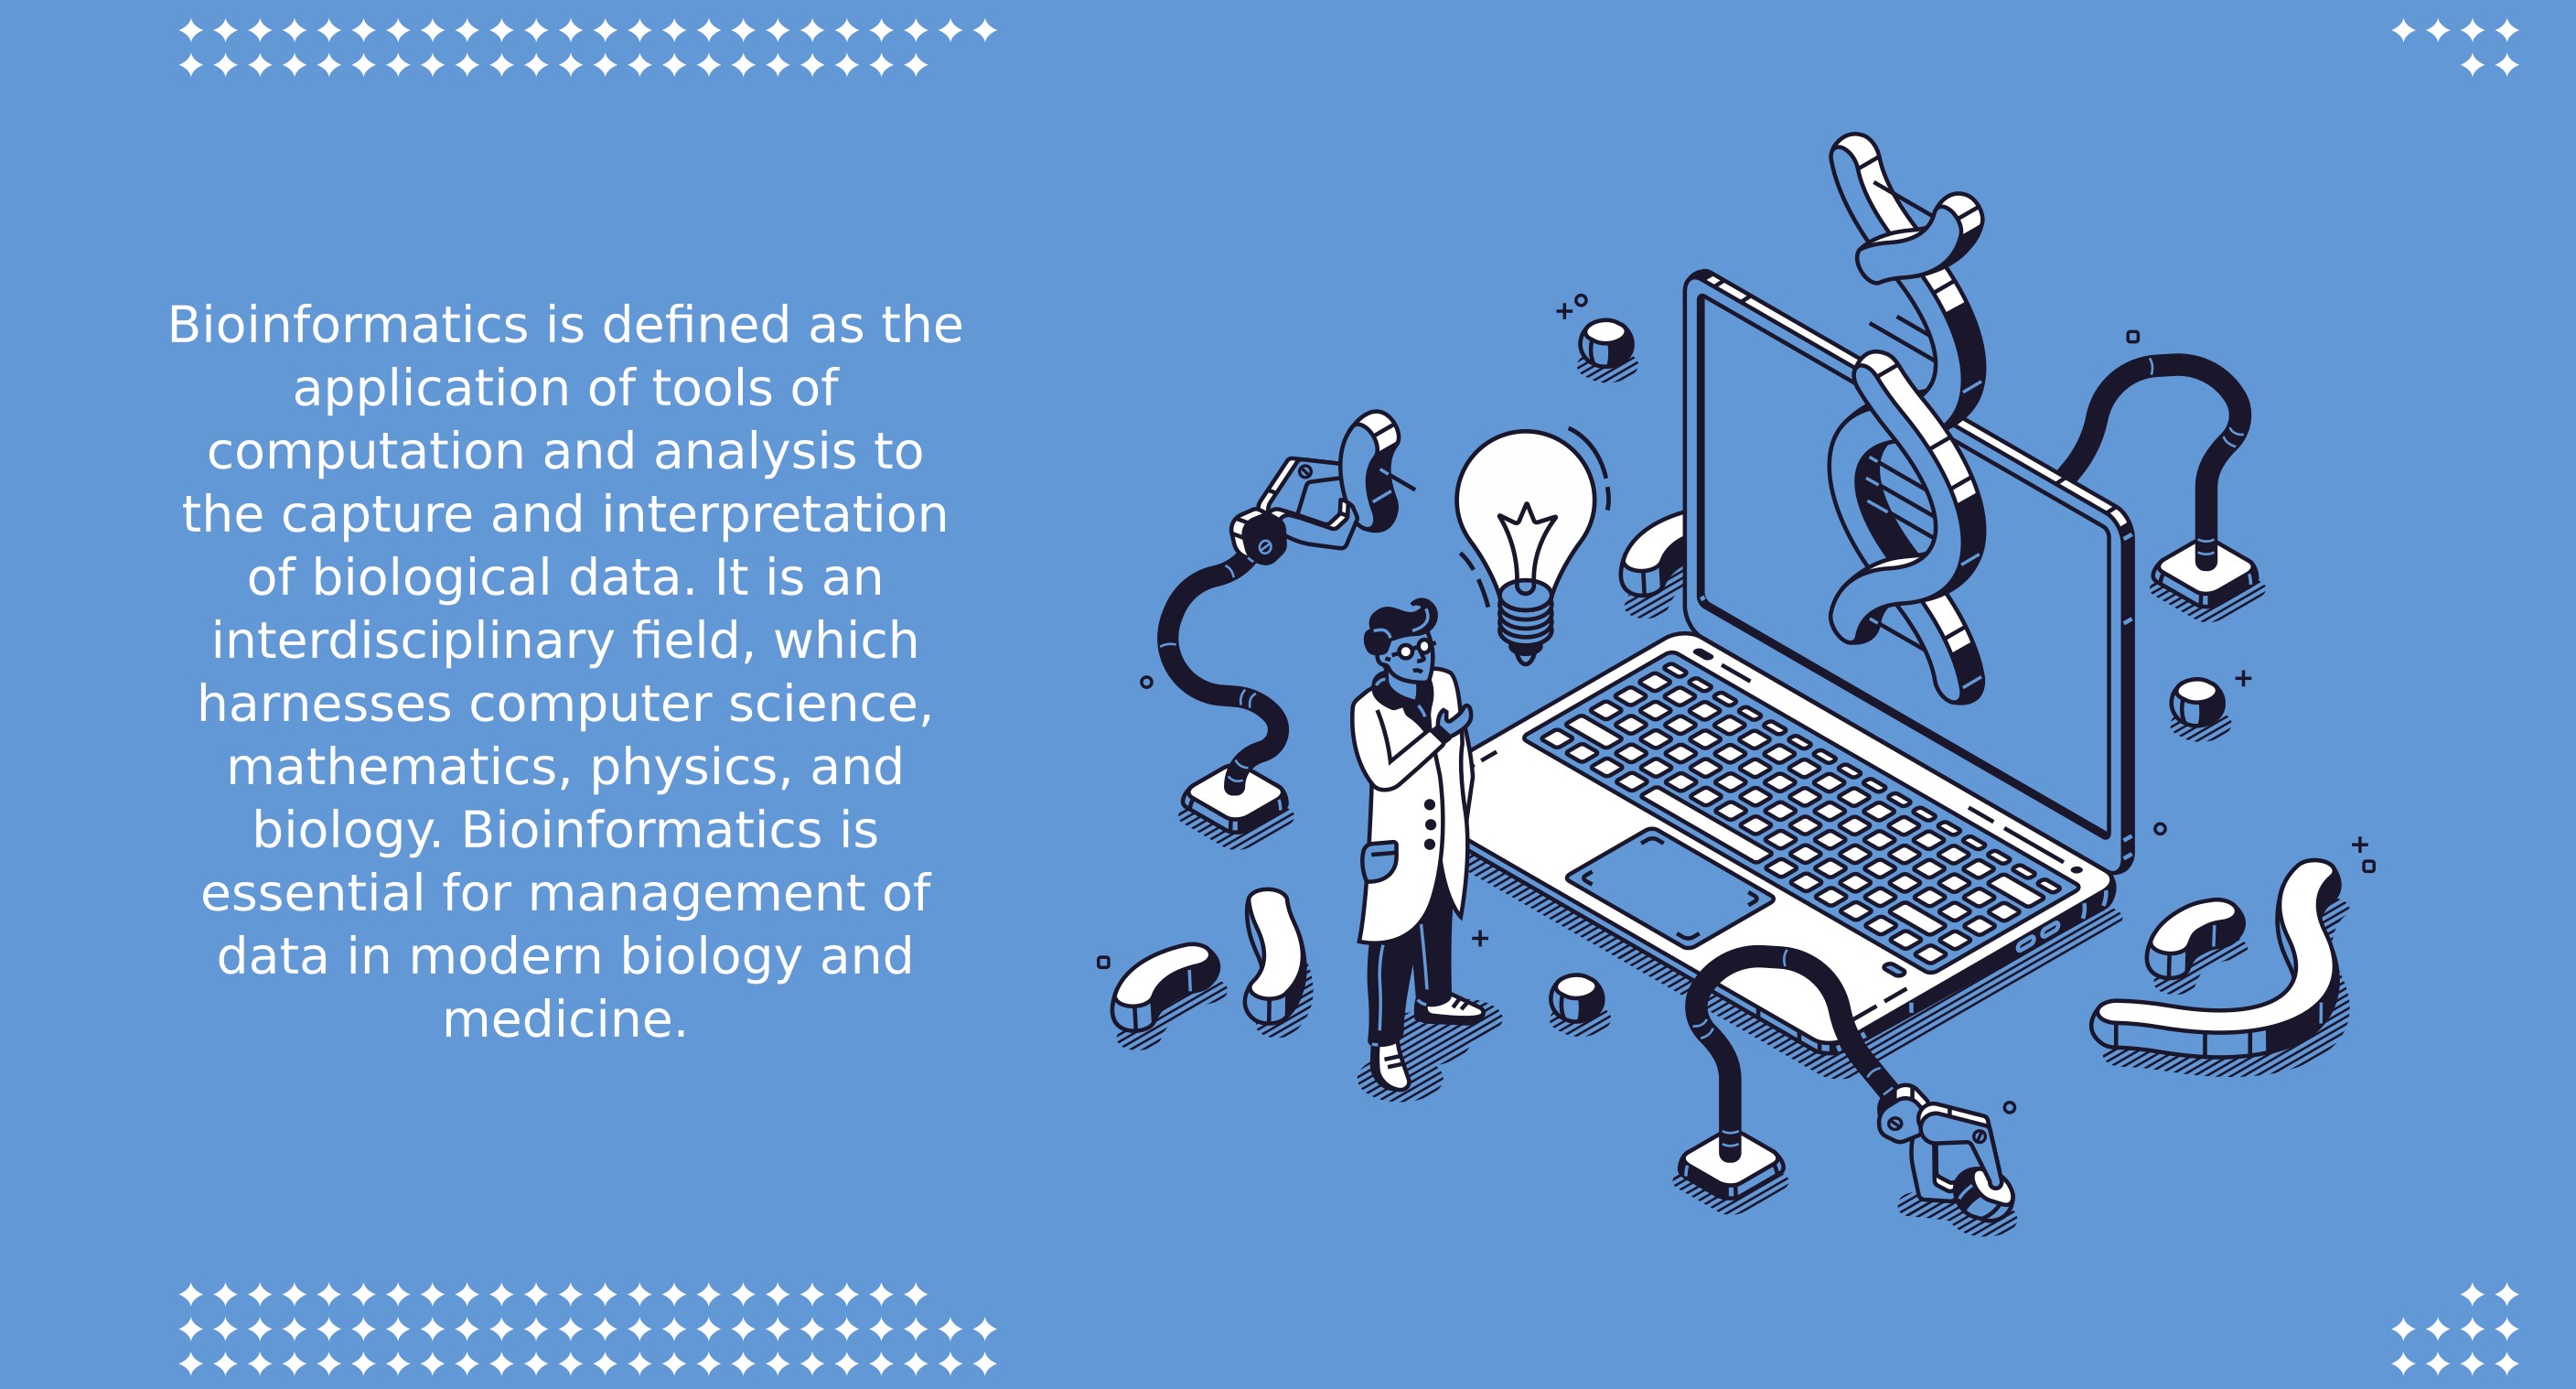 Bioinformatics is defined as the
application of tools of
computation and analysis to
the capture and interpretation
of biological data. It is an
interdisciplinary field, which
harnesses computer science,
mathematics, physics, and
biology. Bioinformatics is
essential for management of
data in modern biology and
medicine.